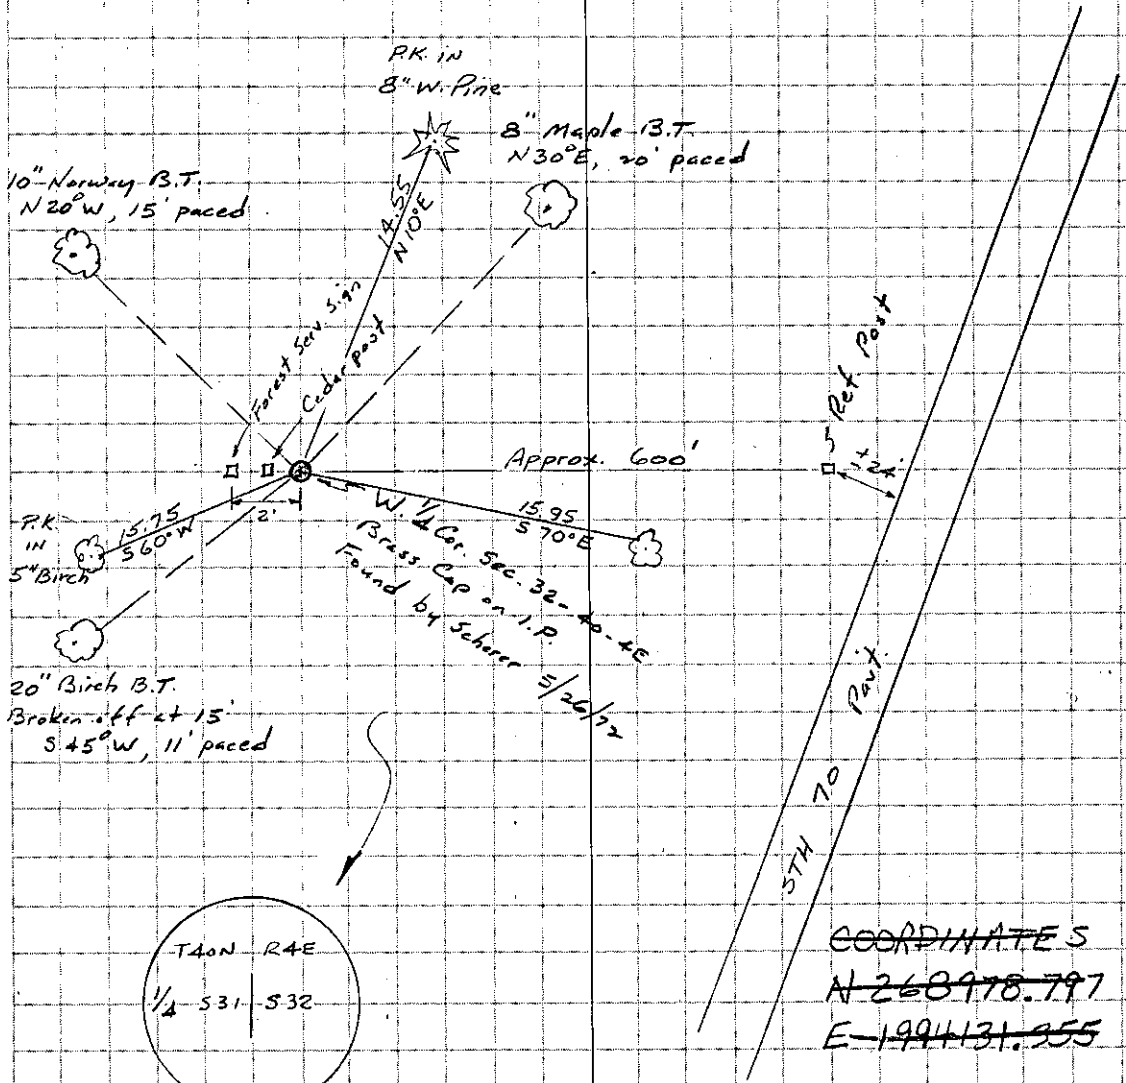 P.K. IN
8" W. Pine
8" Maple B.T.
N30°E, 20' paced
10" Norway B.T.
N20°W, 15' paced
14.55
N10°E
Forest Serv. Sign
Cedar post
Ref. Post
± 24'
Approx. 600'
2'
P.K.
IN
5" Birch
15.75
S60°W
15.95
S70°E
W. 1/4 Cor. Sec. 32-40-4E
Brass Cap on I.P.
Found by Scherer 5/26/72
20" Birch B.T.
Broken off at 15'
S45°W, 11' paced
STH 70 Pav't.
T40N R4E
1/4 S31 S32
COORDINATES
N 268978.797
E-1994131.955